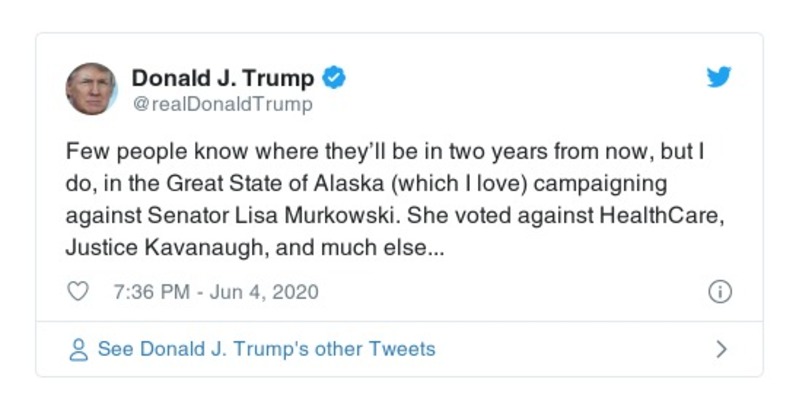 Donald J. Trump
@realDonaldTrump
Few people know where they’ll be in two years from now, but I
do, in the Great State of Alaska (which I love) campaigning
against Senator Lisa Murkowski. She voted against HealthCare,
Justice Kavanaugh, and much else...
7:36 PM - Jun 4, 2020
See Donald J. Trump's other Tweets